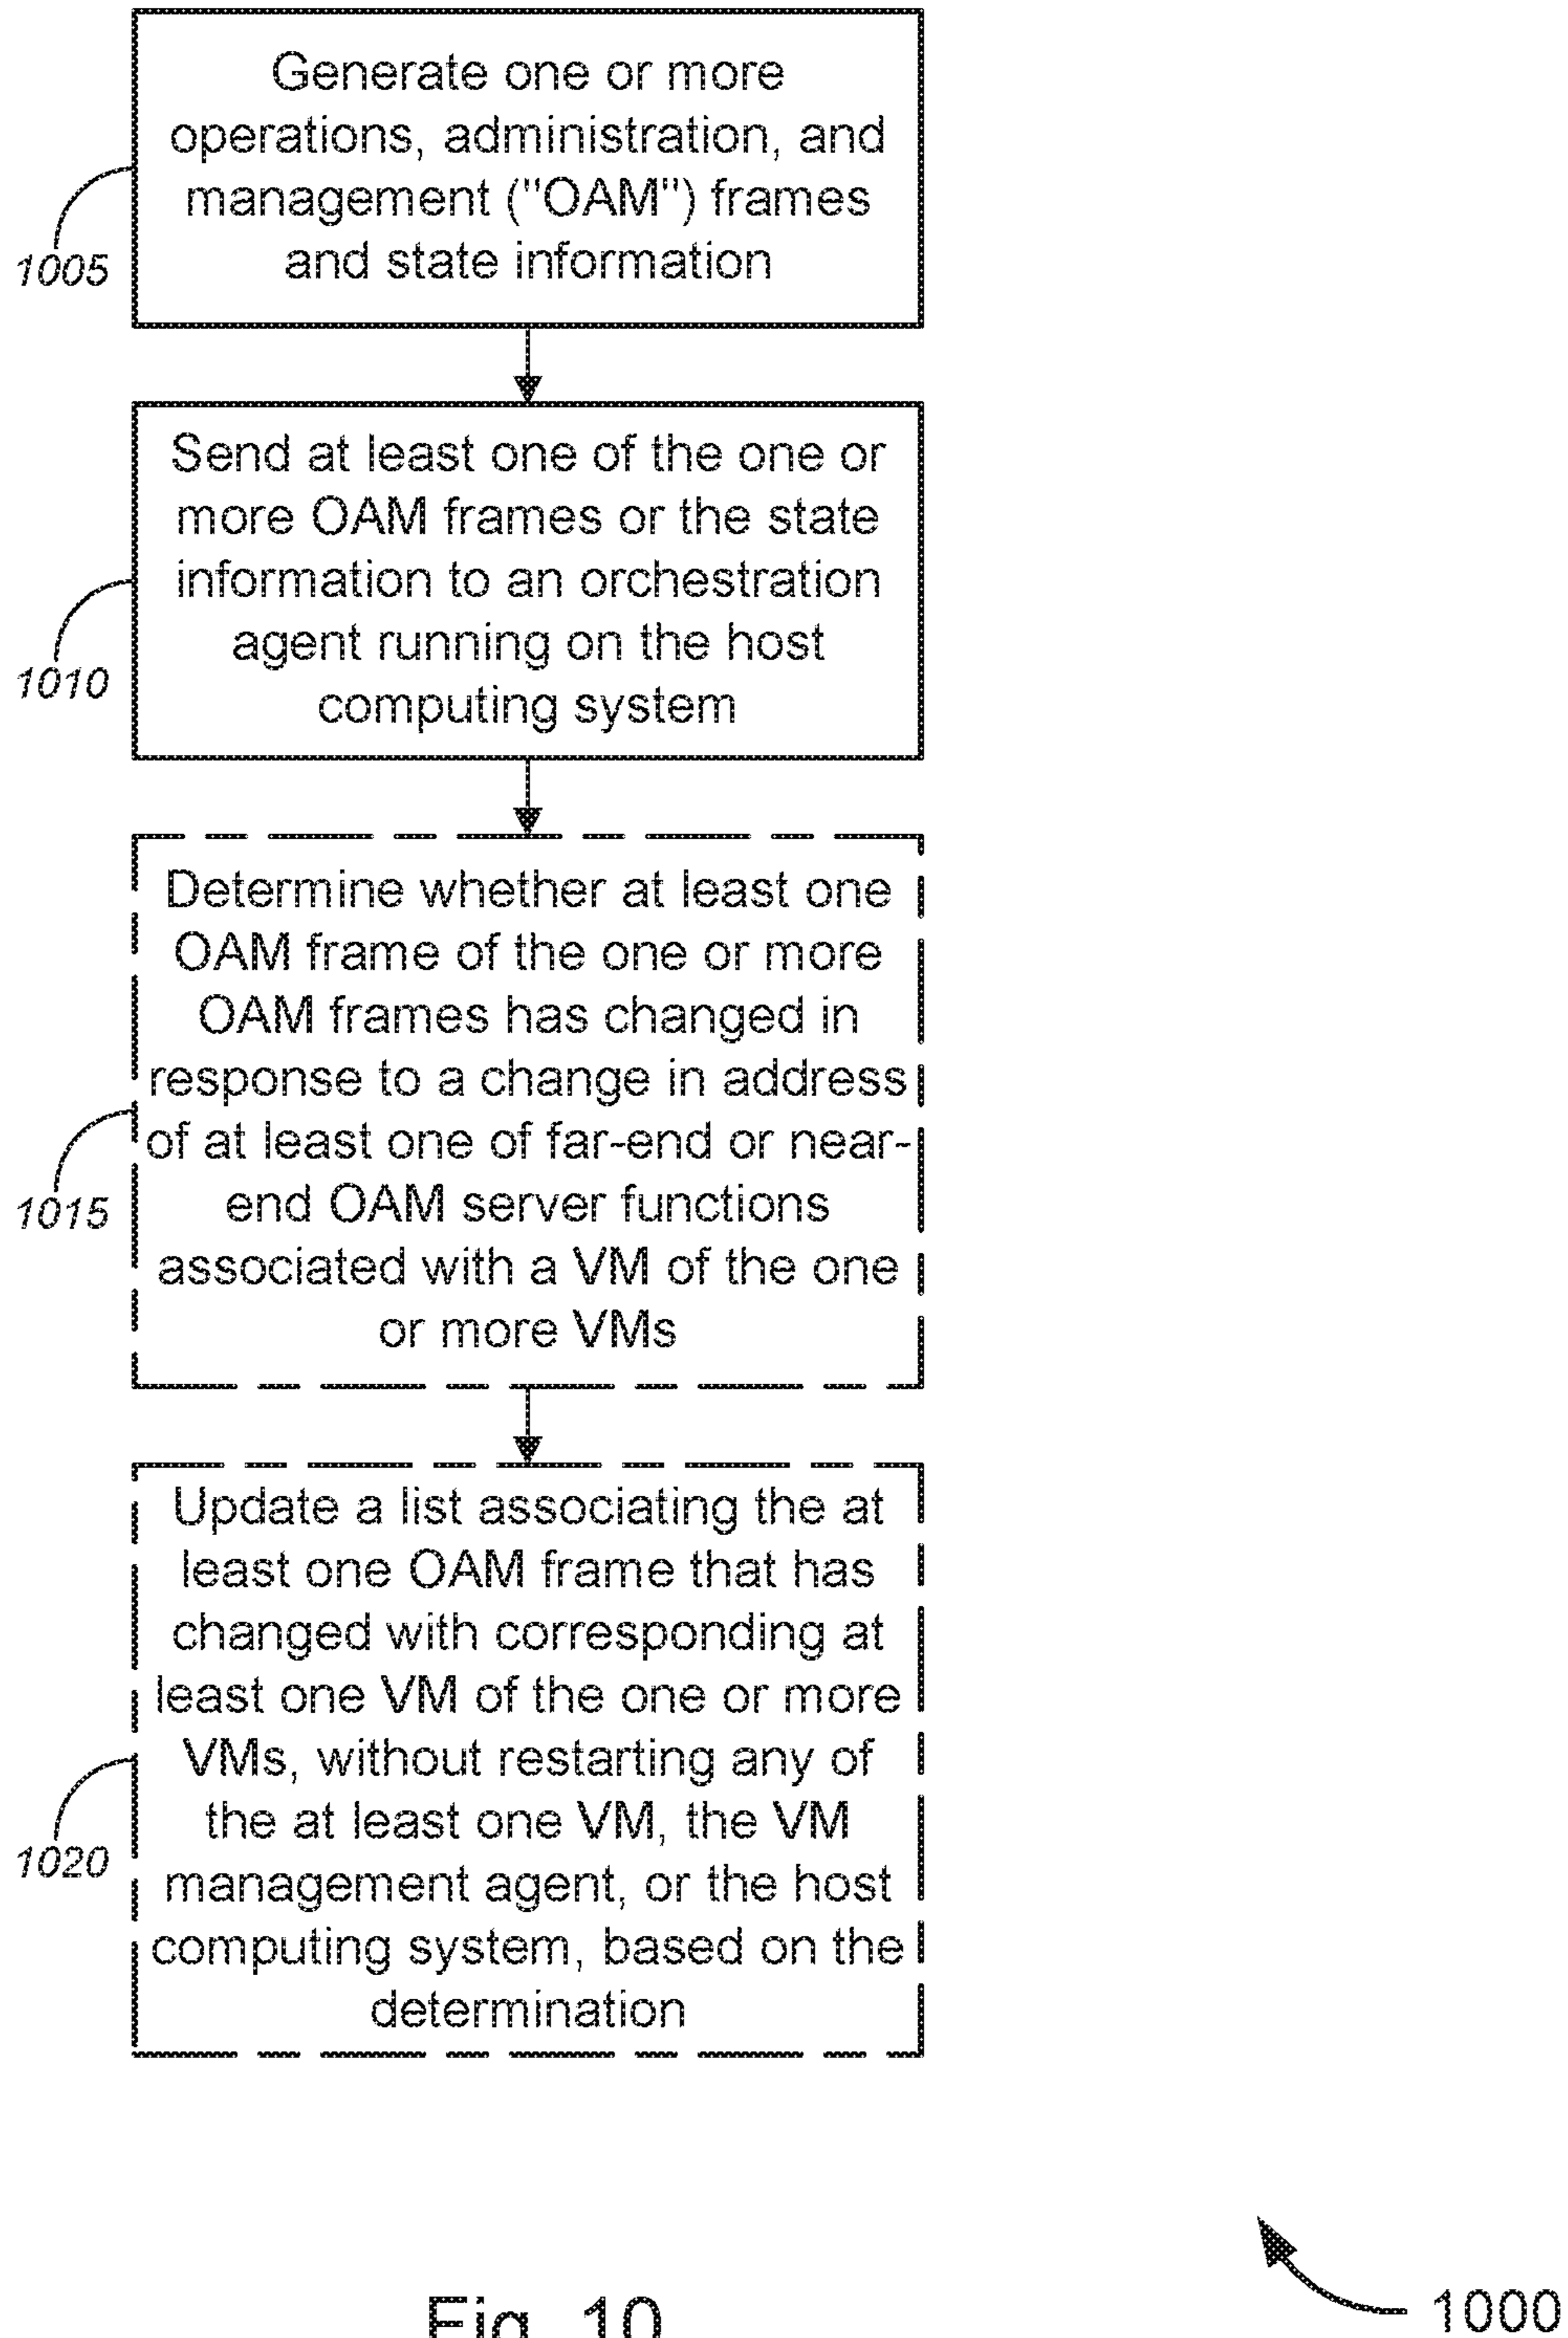 Generate one or more
operations, administration, and
management ("OAM") frames
and state information
1005
Send at least one of the one or
more OAM frames or the state
information to an orchestration
agent running on the host
computing system
1010
Determine whether at least one
OAM frame of the one or more
OAM frames has changed in
response to a change in address
of at least one of far-end or near-
end OAM server functions
associated with a VM of the one
or more VMs
1015
Update a list associating the at
least one OAM frame that has
changed with corresponding at
least one VM of the one or more
VMs, without restarting any of
the at least one VM, the VM
management agent, or the host
computing system, based on the
determination
1020
1000
Fig. 10